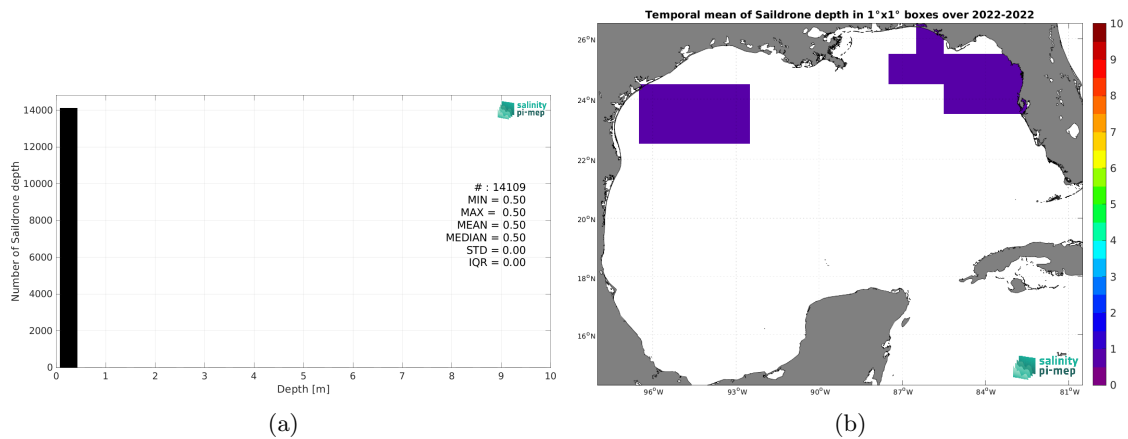 14000
12000
10000
8000
6000
4000
2000
0
Number of Saildrone depth
0 1 2 3 4 5 6 7 8 9 10
Depth [m]
salinity
pi-mep
# : 14109
MIN = 0.50
MAX = 0.50
MEAN = 0.50
MEDIAN = 0.50
STD = 0.00
IQR = 0.00
(a)
Temporal mean of Saildrone depth in 1°x1° boxes over 2022-2022
26°N
24°N
22°N
20°N
18°N
16°N
96°W 93°W 90°W 87°W 84°W 81°W
salinity
pi-mep
10
9
8
7
6
5
4
3
2
1
0
(b)